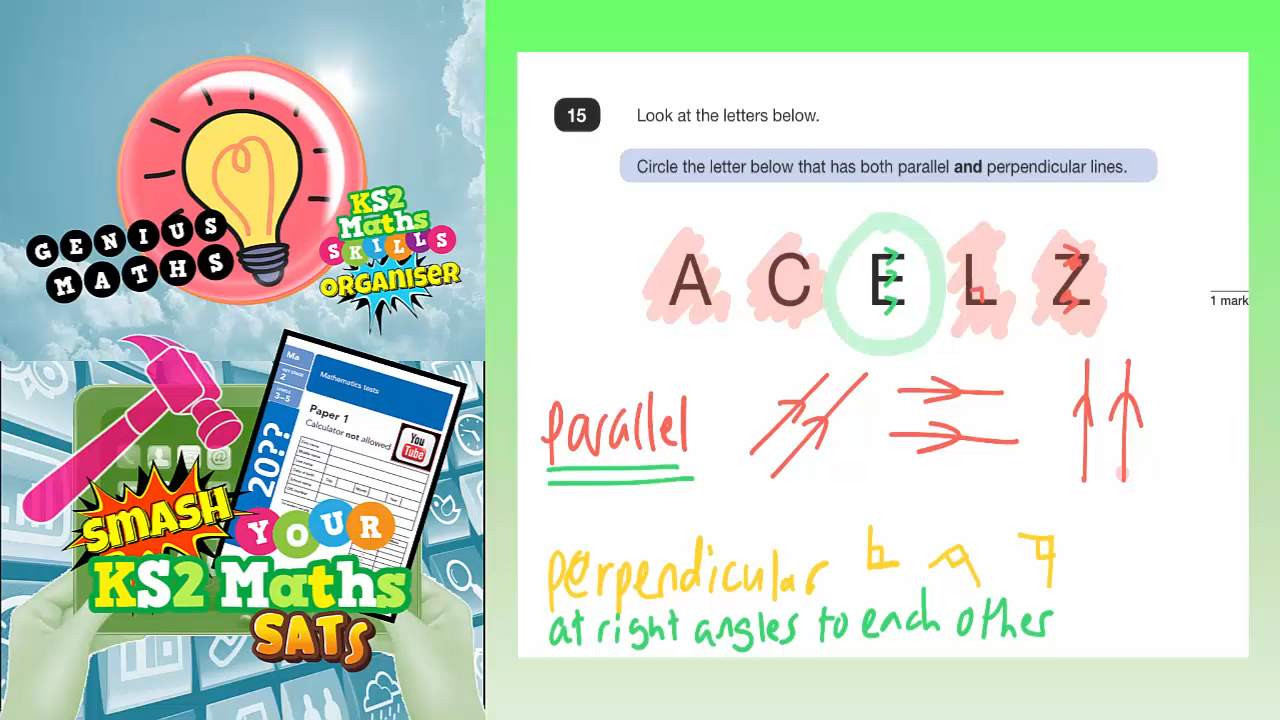 GENIUS
MATHS
KS2
Maths
SKILLS
ORGANISER
Ma
KEY STAGE
2
LEVELS
3–5
Mathematics tests
Paper 1
Calculator not allowed
You
Tube
20??
SMASH
YOUR
KS2 Maths
SATs
15
Look at the letters below.
Circle the letter below that has both parallel and perpendicular lines.
A C E L Z
1 mark
parallel
perpendicular
at right angles to each other